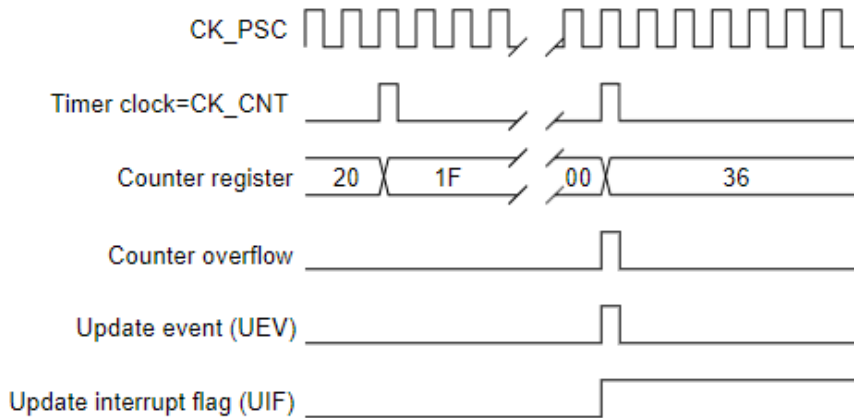 CK_PSC
Timer clock=CK_CNT
Counter register 20 1F 00 36
Counter overflow
Update event (UEV)
Update interrupt flag (UIF)